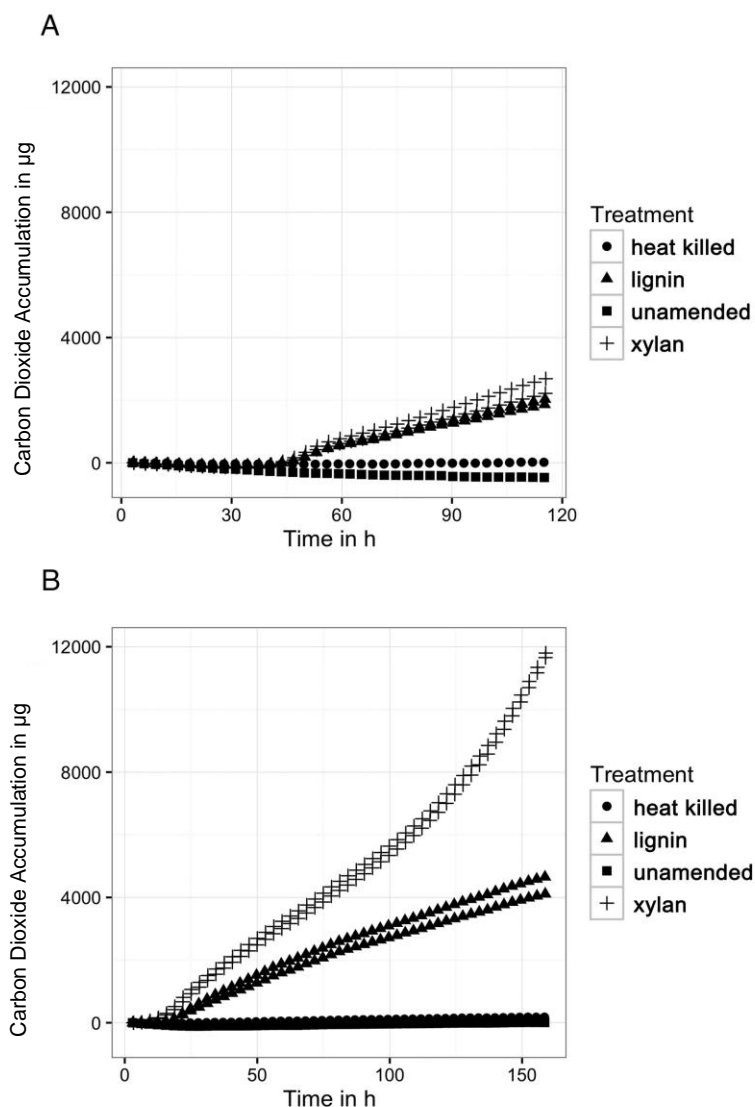 A
Carbon Dioxide Accumulation in µg
12000
8000
4000
0
0 30 60 90 120
Time in h
Treatment
heat killed
lignin
unamended
xylan
B
Carbon Dioxide Accumulation in µg
12000
8000
4000
0
0 50 100 150
Time in h
Treatment
heat killed
lignin
unamended
xylan